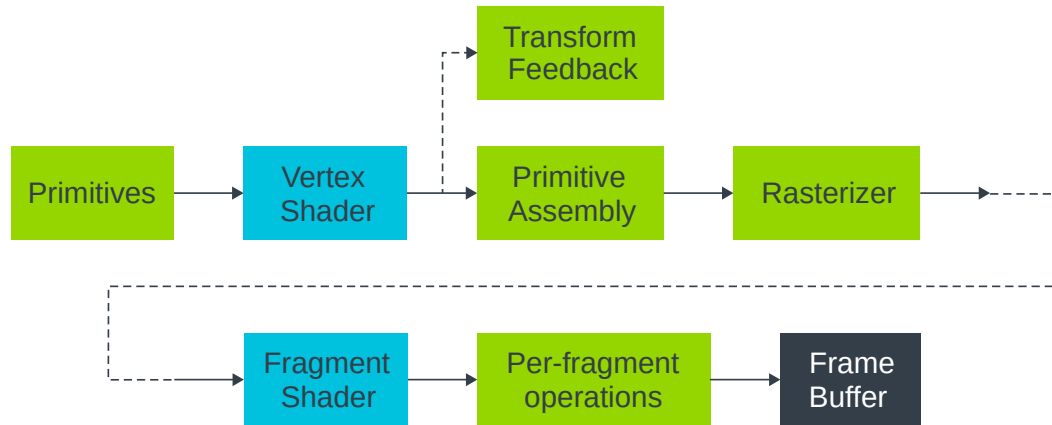 Transform
Feedback
Primitives
Vertex
Shader
Primitive
Assembly
Rasterizer
Fragment
Shader
Per-fragment
operations
Frame
Buffer